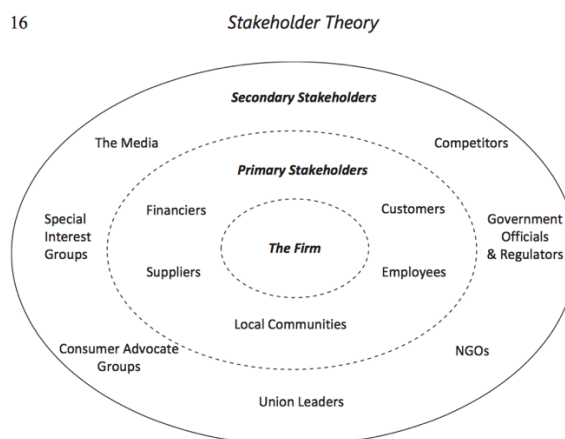 16
Stakeholder Theory
Secondary Stakeholders
The Media
Competitors
Primary Stakeholders
Financiers
Customers
Special
Interest
Groups
Government
Officials
& Regulators
The Firm
Suppliers
Employees
Local Communities
Consumer Advocate
Groups
NGOs
Union Leaders